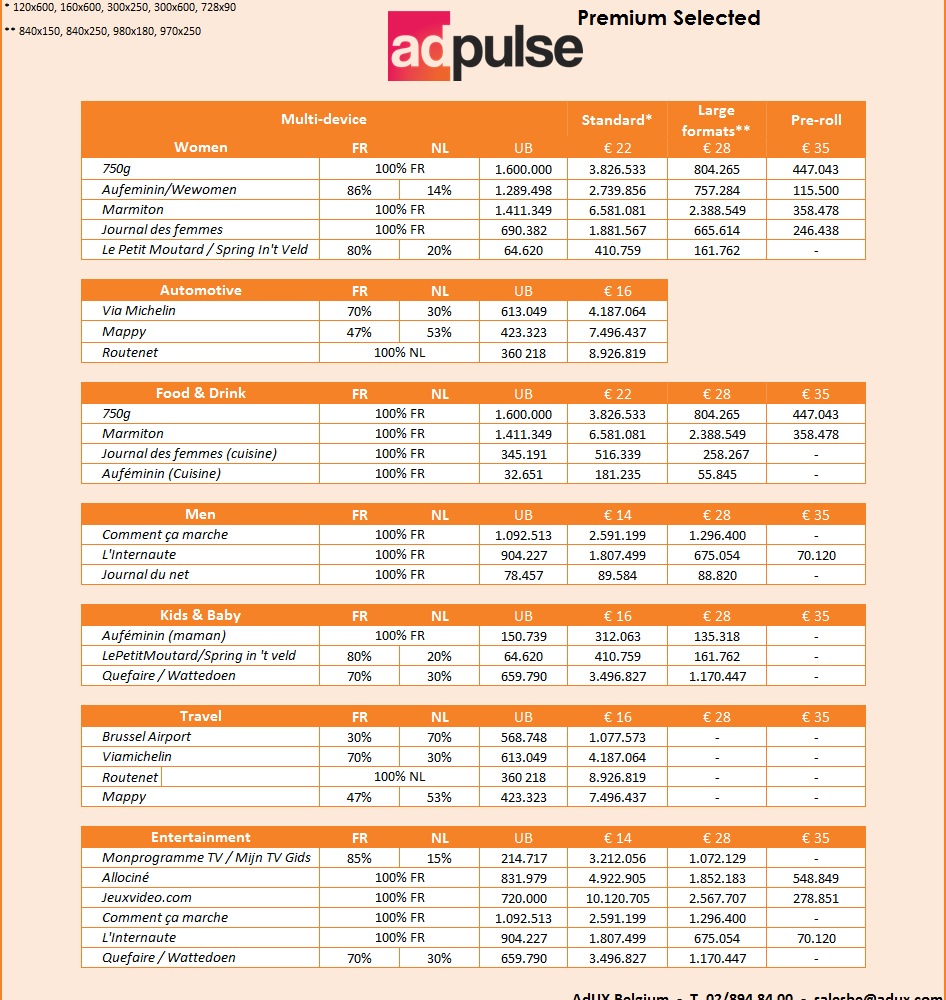 * 120x600, 160x600, 300x250, 300x600, 728x90
** 840x150, 840x250, 980x180, 970x250
adpulse
Premium Selected
Multi-device Standard* Large formats** Pre-roll
Women FR NL UB € 22 € 28 € 35
750g 100% FR 1.600.000 3.826.533 804.265 447.043
Aufeminin/Wewomen 86% 14% 1.289.498 2.739.856 757.284 115.500
Marmiton 100% FR 1.411.349 6.581.081 2.388.549 358.478
Journal des femmes 100% FR 690.382 1.881.567 665.614 246.438
Le Petit Moutard / Spring In't Veld 80% 20% 64.620 410.759 161.762 -
Automotive FR NL UB € 16
Via Michelin 70% 30% 613.049 4.187.064
Mappy 47% 53% 423.323 7.496.437
Routenet 100% NL 360 218 8.926.819
Food & Drink FR NL UB € 22 € 28 € 35
750g 100% FR 1.600.000 3.826.533 804.265 447.043
Marmiton 100% FR 1.411.349 6.581.081 2.388.549 358.478
Journal des femmes (cuisine) 100% FR 345.191 516.339 258.267 -
Auféminin (Cuisine) 100% FR 32.651 181.235 55.845 -
Men FR NL UB € 14 € 28 € 35
Comment ça marche 100% FR 1.092.513 2.591.199 1.296.400 -
L'Internaute 100% FR 904.227 1.807.499 675.054 70.120
Journal du net 100% FR 78.457 89.584 88.820 -
Kids & Baby FR NL UB € 16 € 28 € 35
Auféminin (maman) 100% FR 150.739 312.063 135.318 -
LePetitMoutard/Spring in 't veld 80% 20% 64.620 410.759 161.762 -
Quefaire / Wattedoen 70% 30% 659.790 3.496.827 1.170.447 -
Travel FR NL UB € 16 € 28 € 35
Brussel Airport 30% 70% 568.748 1.077.573 - -
Viamichelin 70% 30% 613.049 4.187.064 - -
Routenet 100% NL 360 218 8.926.819 - -
Mappy 47% 53% 423.323 7.496.437 - -
Entertainment FR NL UB € 14 € 28 € 35
Monprogramme TV / Mijn TV Gids 85% 15% 214.717 3.212.056 1.072.129 -
Allociné 100% FR 831.979 4.922.905 1.852.183 548.849
Jeuxvideo.com 100% FR 720.000 10.120.705 2.567.707 278.851
Comment ça marche 100% FR 1.092.513 2.591.199 1.296.400 -
L'Internaute 100% FR 904.227 1.807.499 675.054 70.120
Quefaire / Wattedoen 70% 30% 659.790 3.496.827 1.170.447 -
AdUX Belgium - T. 02/894 84 00 - salesbe@adux.com